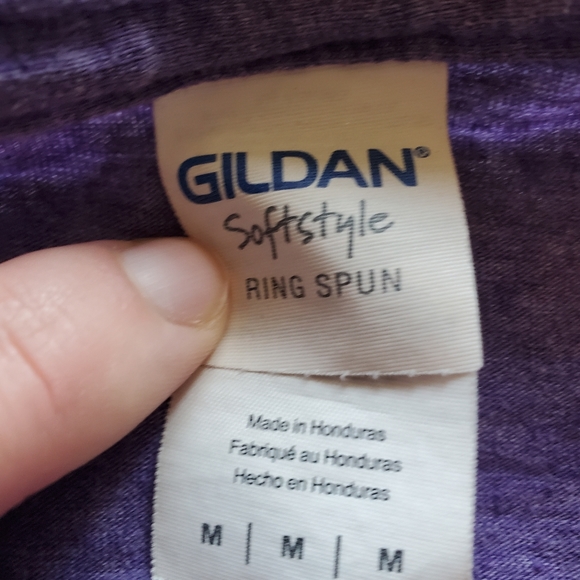 GILDAN®
Softstyle
RING SPUN
Made in Honduras
Fabriqué au Honduras
Hecho en Honduras
M | M | M